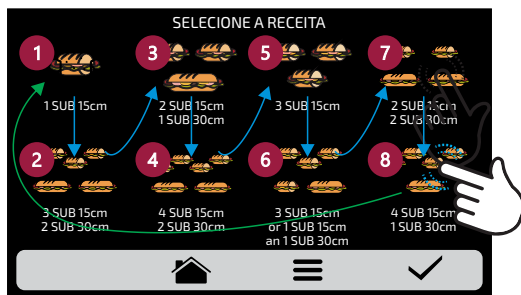 SELECIONE A RECEITA
1
1 SUB 15cm
2
3 SUB 15cm
2 SUB 30cm
3
2 SUB 15cm
1 SUB 30cm
4
4 SUB 15cm
2 SUB 30cm
5
3 SUB 15cm
6
3 SUB 15cm
or 1 SUB 15cm
an 1 SUB 30cm
7
2 SUB 15cm
2 SUB 30cm
8
4 SUB 15cm
1 SUB 30cm